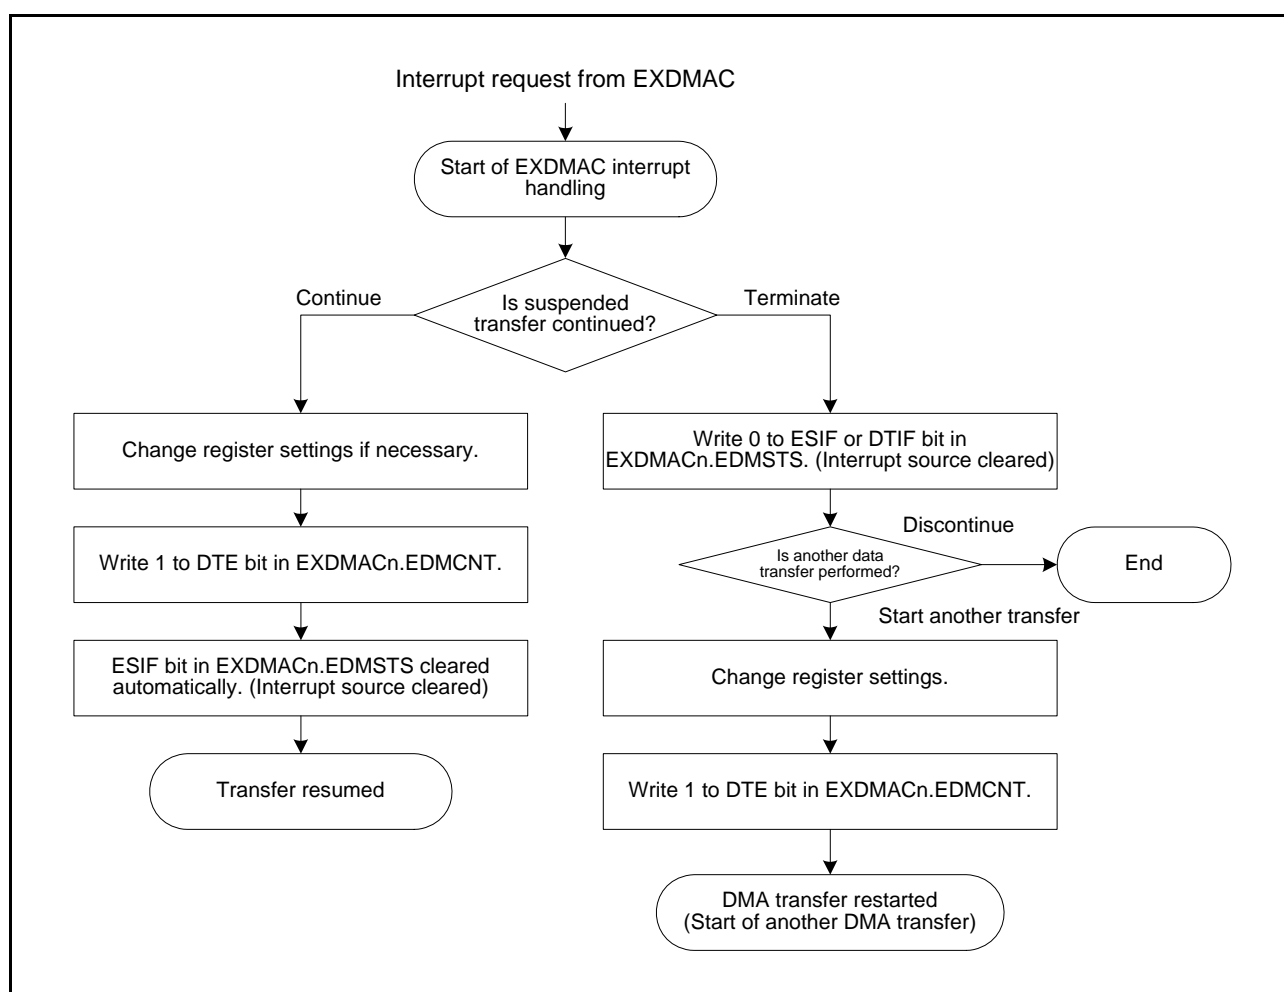 Interrupt request from EXDMAC
Start of EXDMAC interrupt
handling
Is suspended
transfer continued?
Continue
Terminate
Change register settings if necessary.
Write 1 to DTE bit in EXDMACn.EDMCNT.
ESIF bit in EXDMACn.EDMSTS cleared
automatically. (Interrupt source cleared)
Transfer resumed
Write 0 to ESIF or DTIF bit in
EXDMACn.EDMSTS. (Interrupt source cleared)
Is another data
transfer performed?
Discontinue
End
Start another transfer
Change register settings.
Write 1 to DTE bit in EXDMACn.EDMCNT.
DMA transfer restarted
(Start of another DMA transfer)